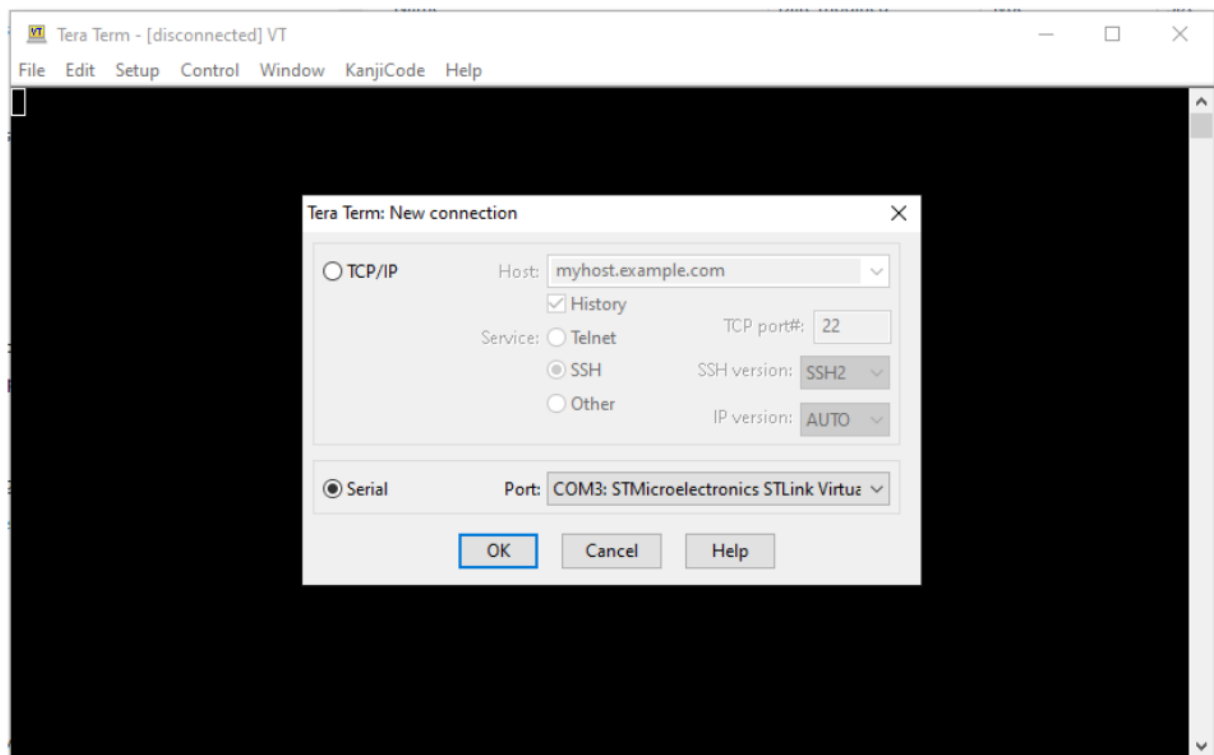 VT Tera Term - [disconnected] VT
File Edit Setup Control Window KanjiCode Help
Tera Term: New connection
TCP/IP Host: myhost.example.com
History
Service: Telnet TCP port#: 22
SSH SSH version: SSH2
Other IP version: AUTO
Serial Port: COM3: STMicroelectronics STLink Virtua
OK Cancel Help